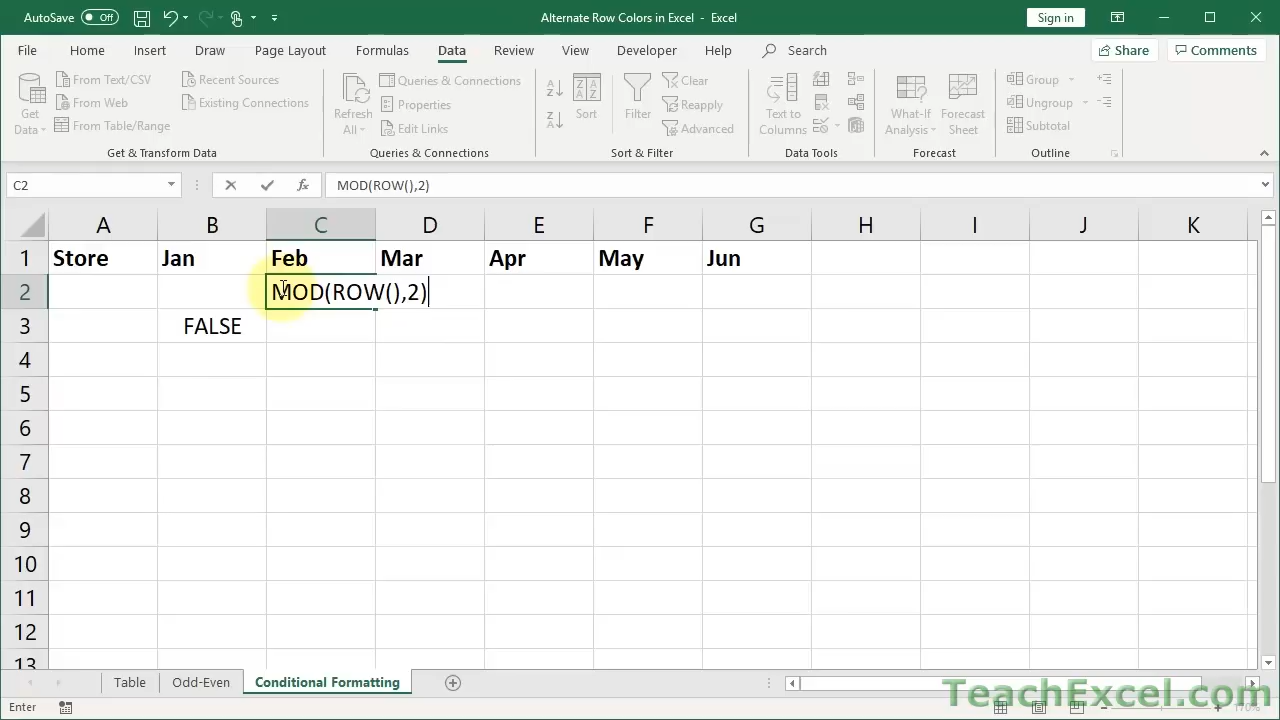 AutoSave Off
Alternate Row Colors in Excel - Excel
Sign in
File Home Insert Draw Page Layout Formulas Data Review View Developer Help Search Share Comments
Get Data
From Text/CSV
From Web
From Table/Range
Recent Sources
Existing Connections
Get & Transform Data
Refresh All
Queries & Connections
Properties
Edit Links
Queries & Connections
Sort
Filter
Clear
Reapply
Advanced
Sort & Filter
Text to Columns
Data Tools
What-If Analysis
Forecast Sheet
Forecast
Group
Ungroup
Subtotal
Outline
C2
fx
MOD(ROW(),2)
A B C D E F G H I J K
1 Store Jan Feb Mar Apr May Jun
2 MOD(ROW(),2)
3 FALSE
4
5
6
7
8
9
10
11
12
13
Table Odd-Even Conditional Formatting
Enter
170%
TeachExcel.com